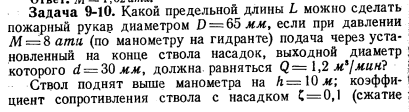 Задача 9-10. Какой предельной длины L можно сделать
пожарный рукав диаметром D=65 мм, если при давлении
M=8 ати (по манометру на гидранте) подача через уста-
новленный на конце ствола насадок, выходной диаметр
которого d=30 мм, должна равняться Q=1,2 м³/мин?
Ствол поднят выше манометра на h=10 м; коэффи-
циент сопротивления ствола с насадком ζ=0,1 (сжатие